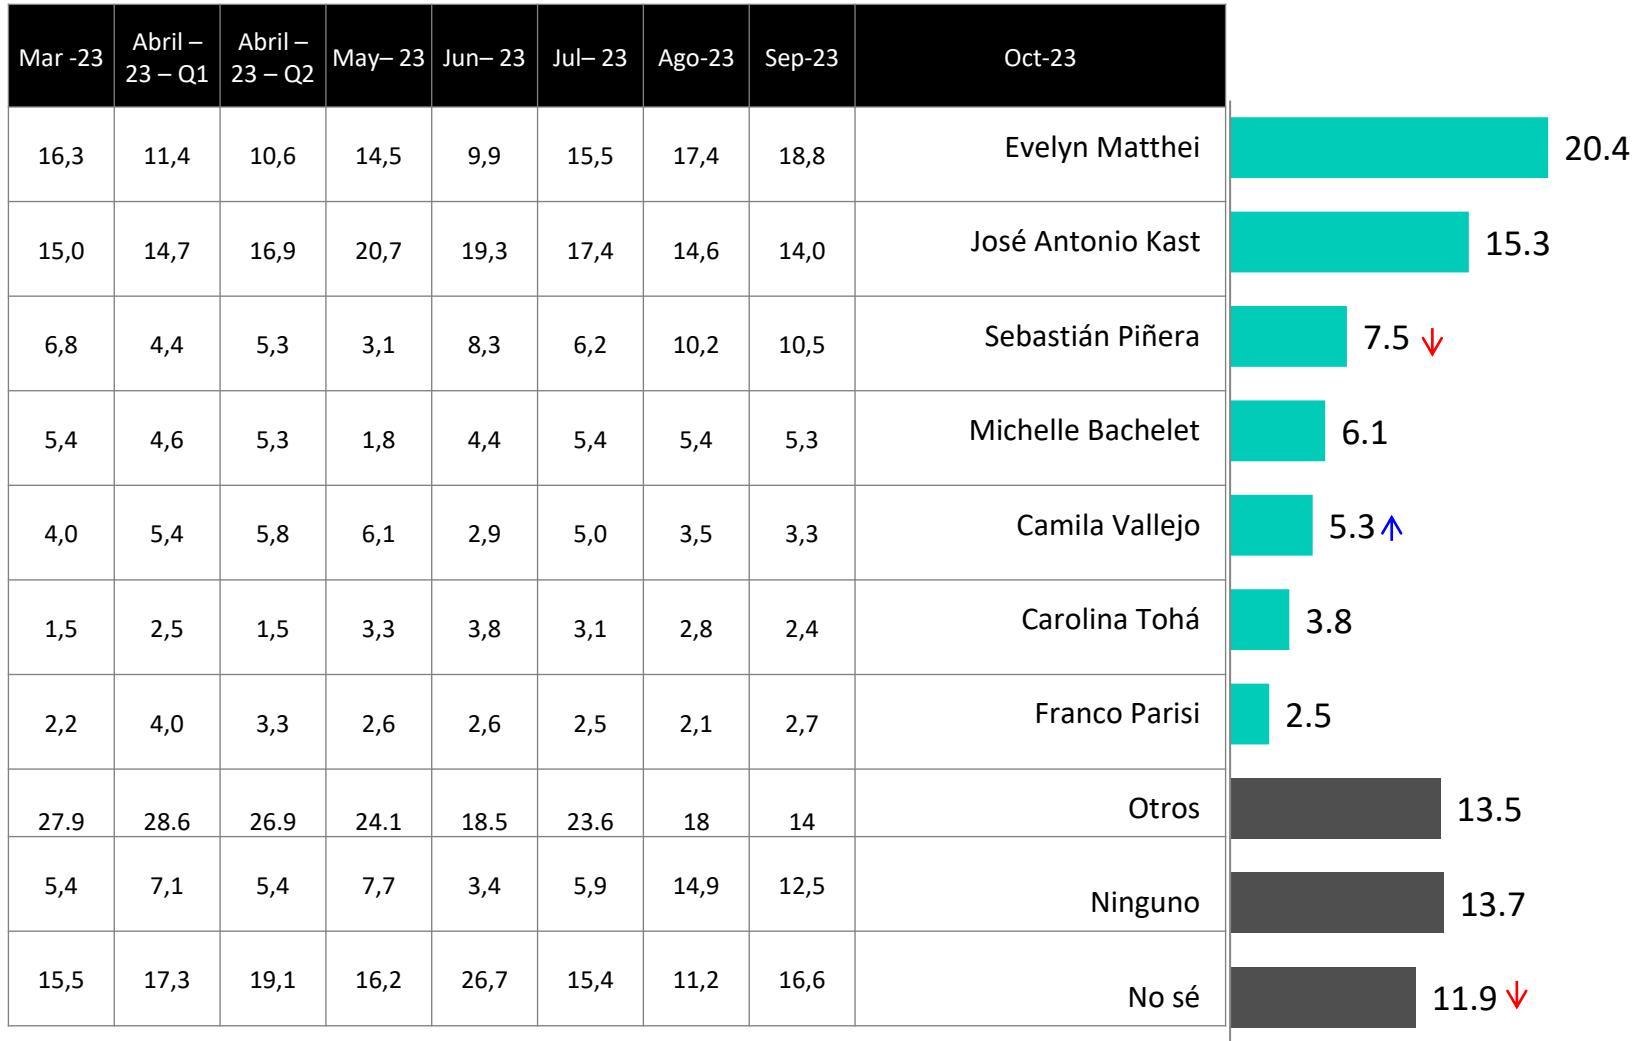 Mar -23 Abril – 23 – Q1 Abril – 23 – Q2 May– 23 Jun– 23 Jul– 23 Ago-23 Sep-23 Oct-23
16,3 11,4 10,6 14,5 9,9 15,5 17,4 18,8 Evelyn Matthei 20.4
15,0 14,7 16,9 20,7 19,3 17,4 14,6 14,0 José Antonio Kast 15.3
6,8 4,4 5,3 3,1 8,3 6,2 10,2 10,5 Sebastián Piñera 7.5 ↓
5,4 4,6 5,3 1,8 4,4 5,4 5,4 5,3 Michelle Bachelet 6.1
4,0 5,4 5,8 6,1 2,9 5,0 3,5 3,3 Camila Vallejo 5.3 ↑
1,5 2,5 1,5 3,3 3,8 3,1 2,8 2,4 Carolina Tohá 3.8
2,2 4,0 3,3 2,6 2,6 2,5 2,1 2,7 Franco Parisi 2.5
27.9 28.6 26.9 24.1 18.5 23.6 18 14 Otros 13.5
5,4 7,1 5,4 7,7 3,4 5,9 14,9 12,5 Ninguno 13.7
15,5 17,3 19,1 16,2 26,7 15,4 11,2 16,6 No sé 11.9 ↓